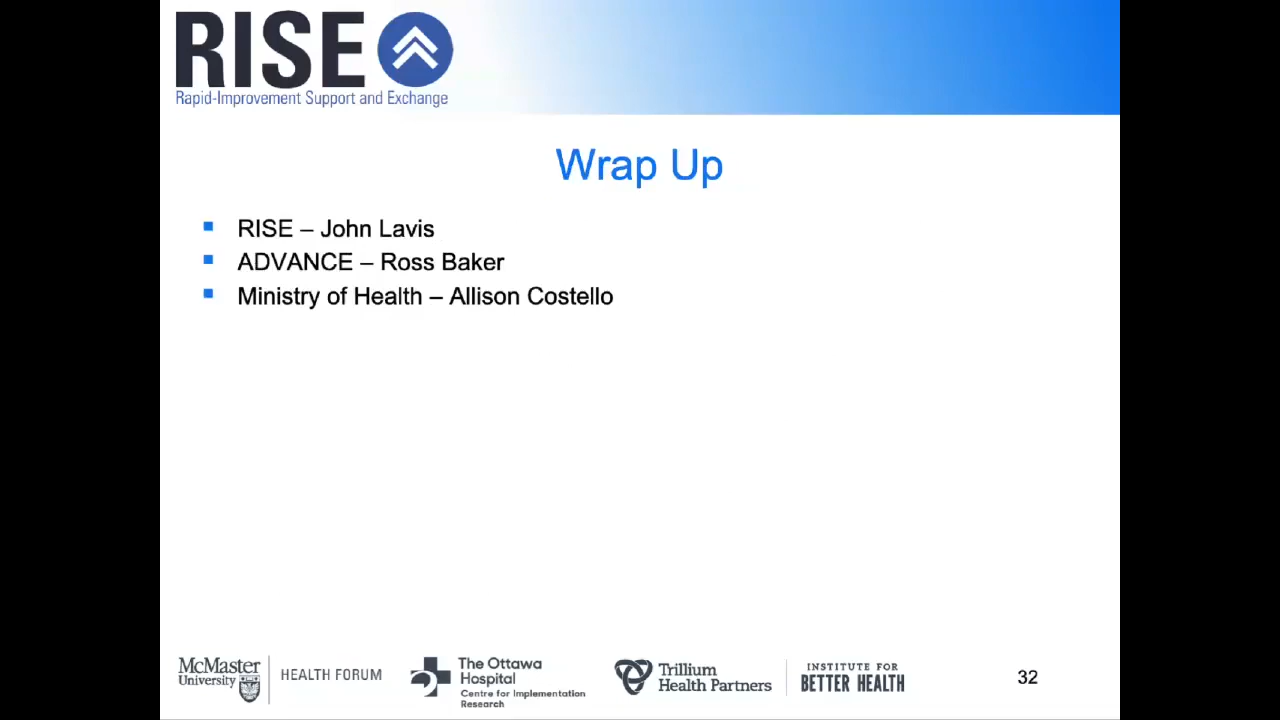 RISE
Rapid-Improvement Support and Exchange
Wrap Up
RISE – John Lavis
ADVANCE – Ross Baker
Ministry of Health – Allison Costello
McMaster
University
HEALTH FORUM
The Ottawa
Hospital
Centre for Implementation
Research
Trillium
Health Partners
INSTITUTE FOR
BETTER HEALTH
32